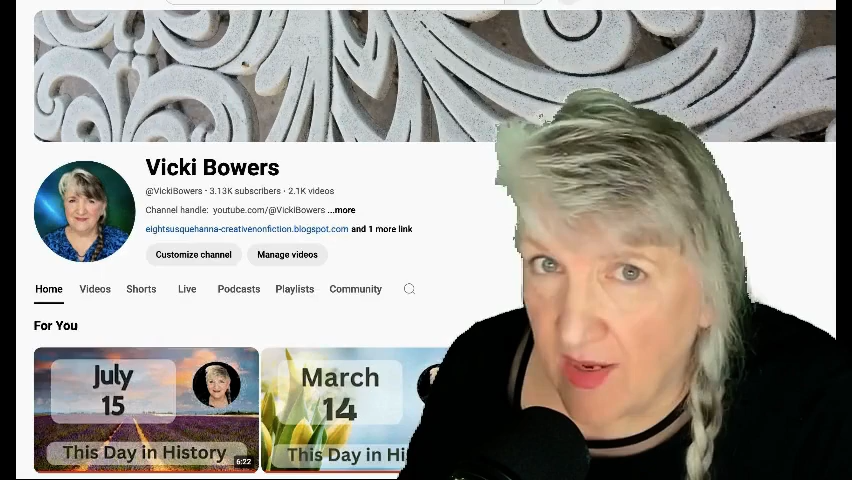 Vicki Bowers
@VickiBowers · 3.13K subscribers · 2.1K videos
Channel handle: youtube.com/@VickiBowers ...more
eightsusquehanna-creativenonfiction.blogspot.com and 1 more link
Customize channel Manage videos
Home Videos Shorts Live Podcasts Playlists Community
For You
July
15
This Day in History
6:22
March
14
This Day in Hi